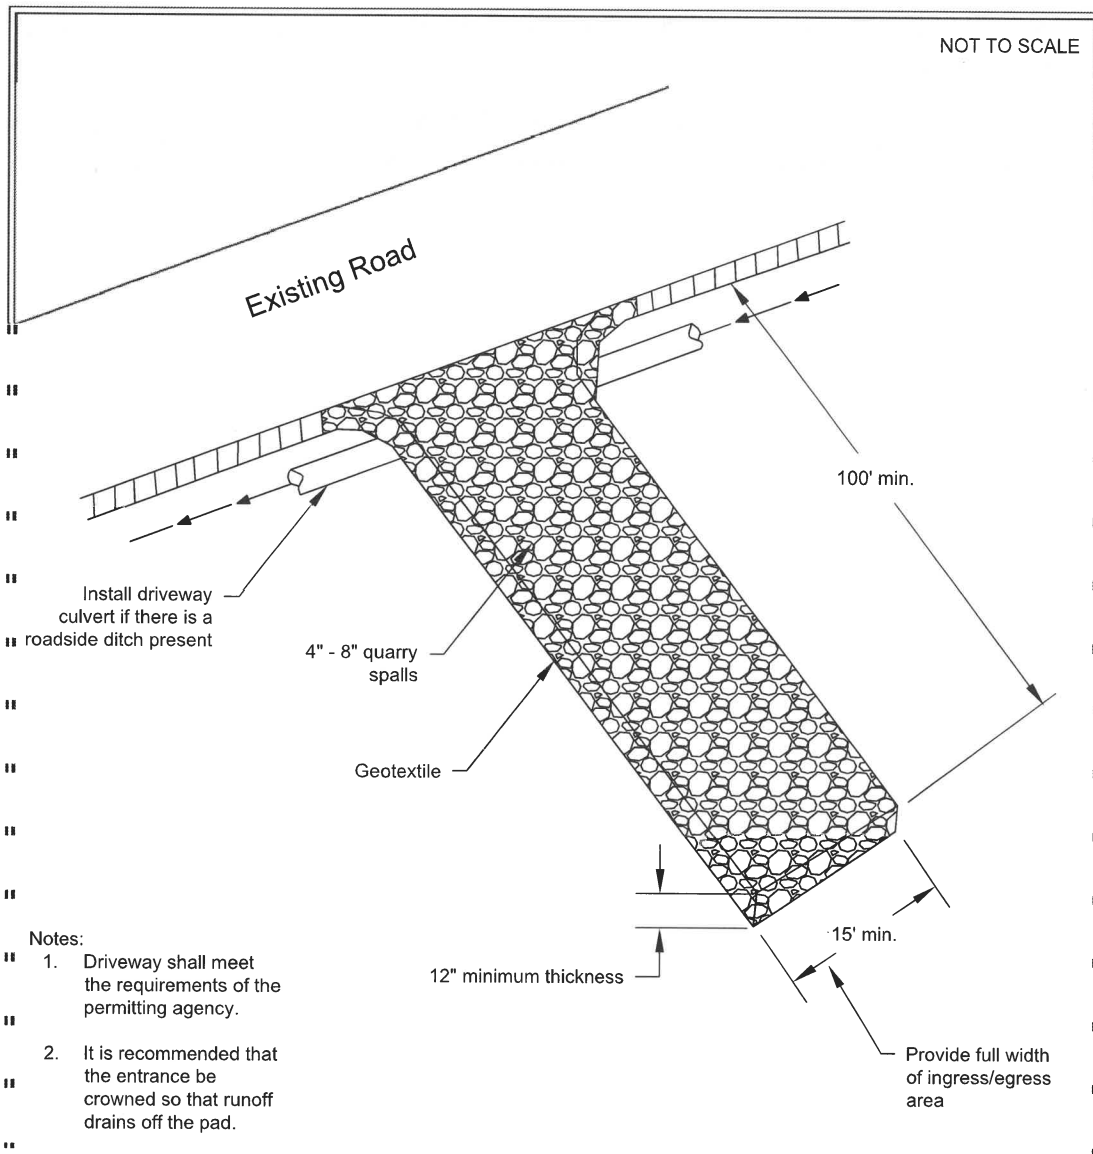 NOT TO SCALE
Existing Road
100' min.
Install driveway
culvert if there is a
roadside ditch present
4" - 8" quarry
spalls
Geotextile
15' min.
12" minimum thickness
Notes:
1. Driveway shall meet
the requirements of the
permitting agency.
2. It is recommended that
the entrance be
crowned so that runoff
drains off the pad.
Provide full width
of ingress/egress
area